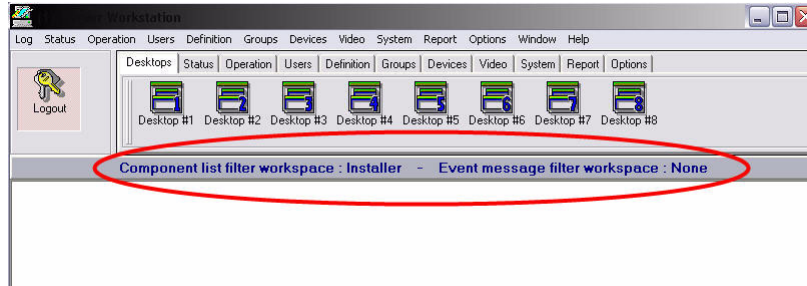 Workstation
Log Status Operation Users Definition Groups Devices Video System Report Options Window Help
Desktops Status Operation Users Definition Groups Devices Video System Report Options
Logout
1 2 3 4 5 6 7 8
Desktop #1 Desktop #2 Desktop #3 Desktop #4 Desktop #5 Desktop #6 Desktop #7 Desktop #8
Component list filter workspace : Installer - Event message filter workspace : None